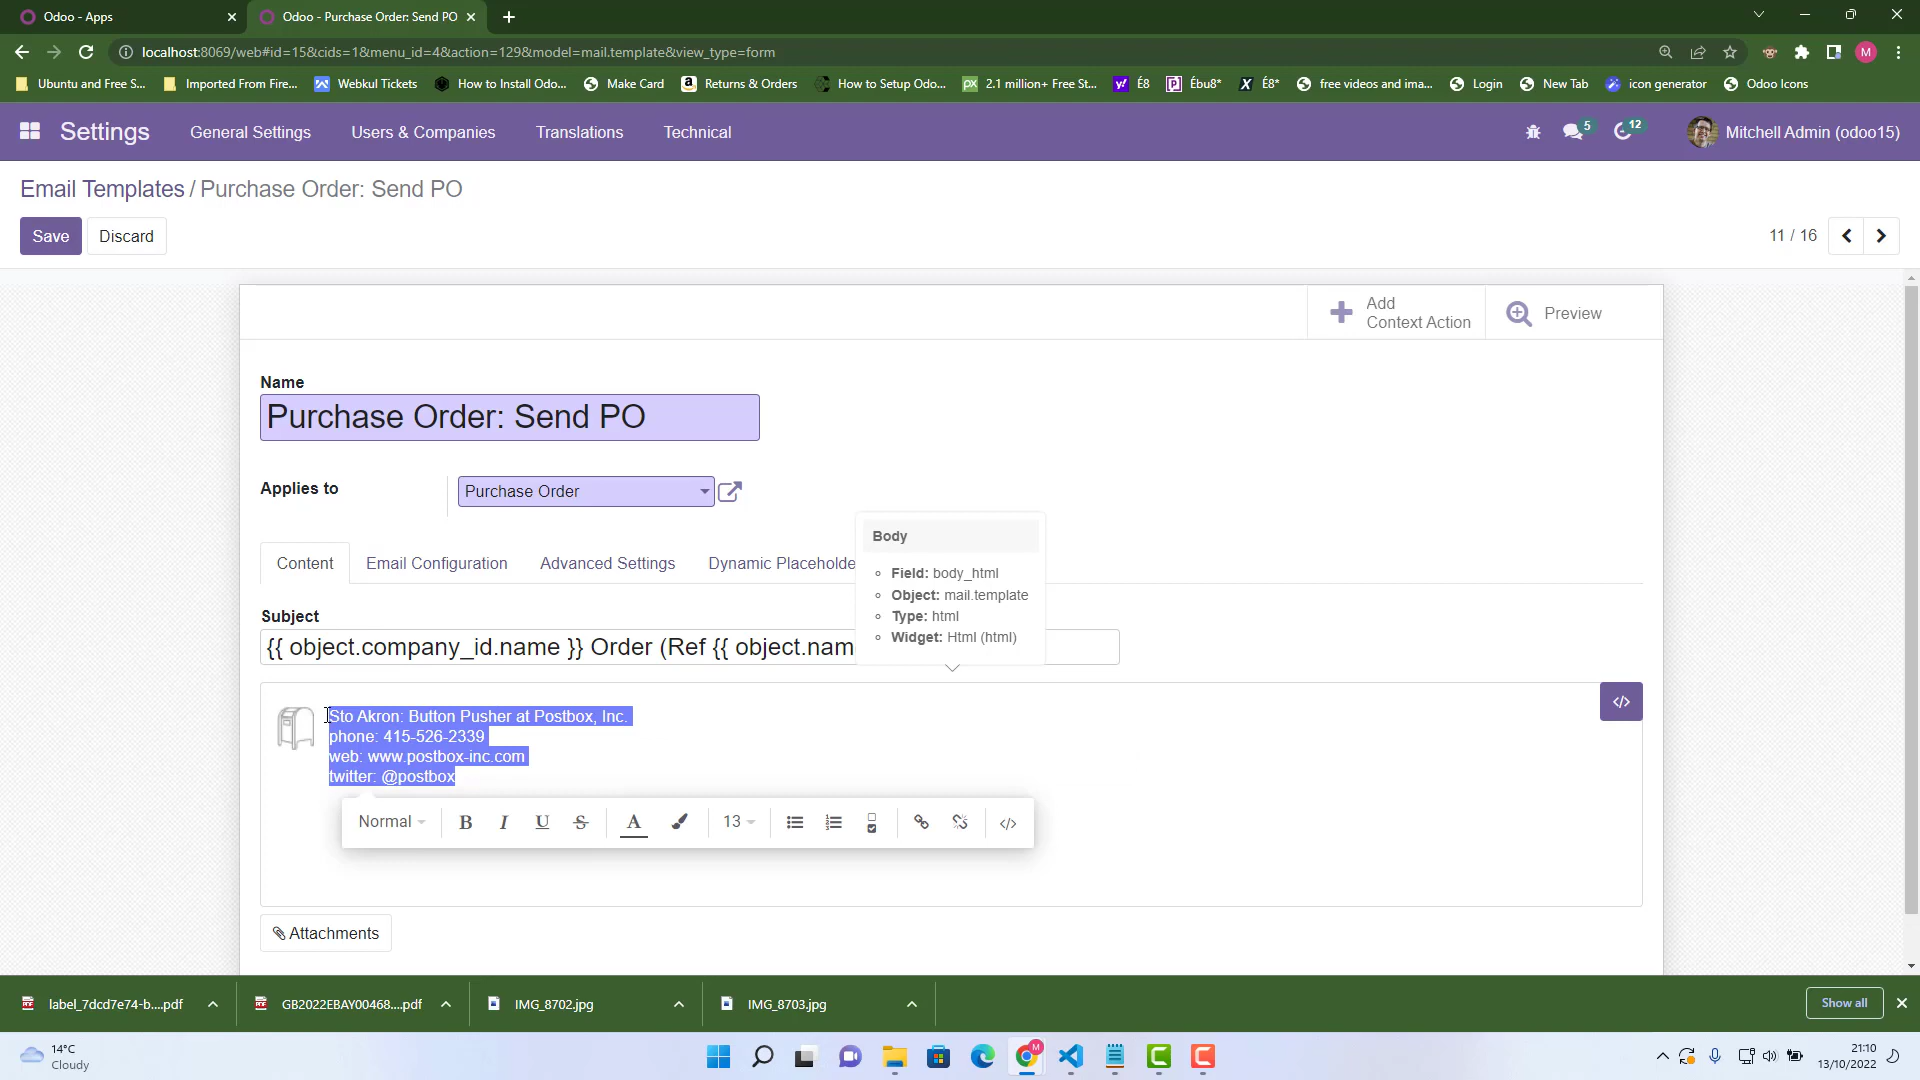 Odoo - Apps
Odoo - Purchase Order: Send PO
localhost:8069/web#id=15&cids=1&menu_id=4&action=129&model=mail.template&view_type=form
M
Ubuntu and Free S...
Imported From Fire...
Webkul Tickets
How to Install Odo...
Make Card
Returns & Orders
How to Setup Odo...
2.1 million+ Free St...
É8
Ébu8*
É8*
free videos and ima...
Login
New Tab
icon generator
Odoo Icons
Settings
General Settings
Users & Companies
Translations
Technical
5
12
Mitchell Admin (odoo15)
Email Templates / Purchase Order: Send PO
Save
Discard
11 / 16
Add
Context Action
Preview
Name
Purchase Order: Send PO
Applies to
Purchase Order
Content
Email Configuration
Advanced Settings
Dynamic Placeholde
Body
Field: body_html
Object: mail.template
Type: html
Widget: Html (html)
Subject
{{ object.company_id.name }} Order (Ref {{ object.nam
Sto Akron: Button Pusher at Postbox, Inc.
phone: 415-526-2339
web: www.postbox-inc.com
twitter: @postbox
Normal
B
I
U
S
A
13
Attachments
label_7dcd7e74-b....pdf
GB2022EBAY00468....pdf
IMG_8702.jpg
IMG_8703.jpg
Show all
14°C
Cloudy
M
21:10
13/10/2022